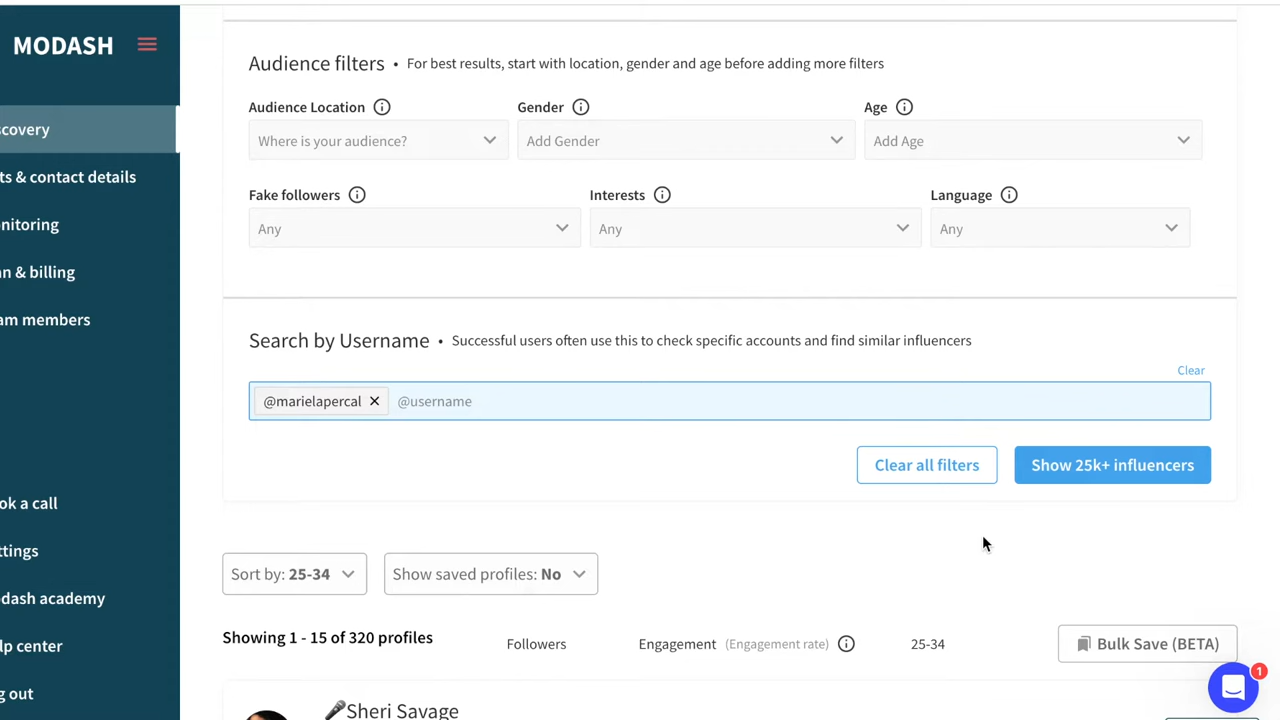 MODASH
scovery
ts & contact details
nitoring
n & billing
am members
ok a call
ttings
dash academy
lp center
g out
Audience filters • For best results, start with location, gender and age before adding more filters
Audience Location Gender Age
Where is your audience? Add Gender Add Age
Fake followers Interests Language
Any Any Any
Search by Username • Successful users often use this to check specific accounts and find similar influencers
Clear
@marielapercal @username
Clear all filters Show 25k+ influencers
Sort by: 25-34 Show saved profiles: No
Showing 1 - 15 of 320 profiles Followers Engagement (Engagement rate) 25-34 Bulk Save (BETA)
1
🎤Sheri Savage